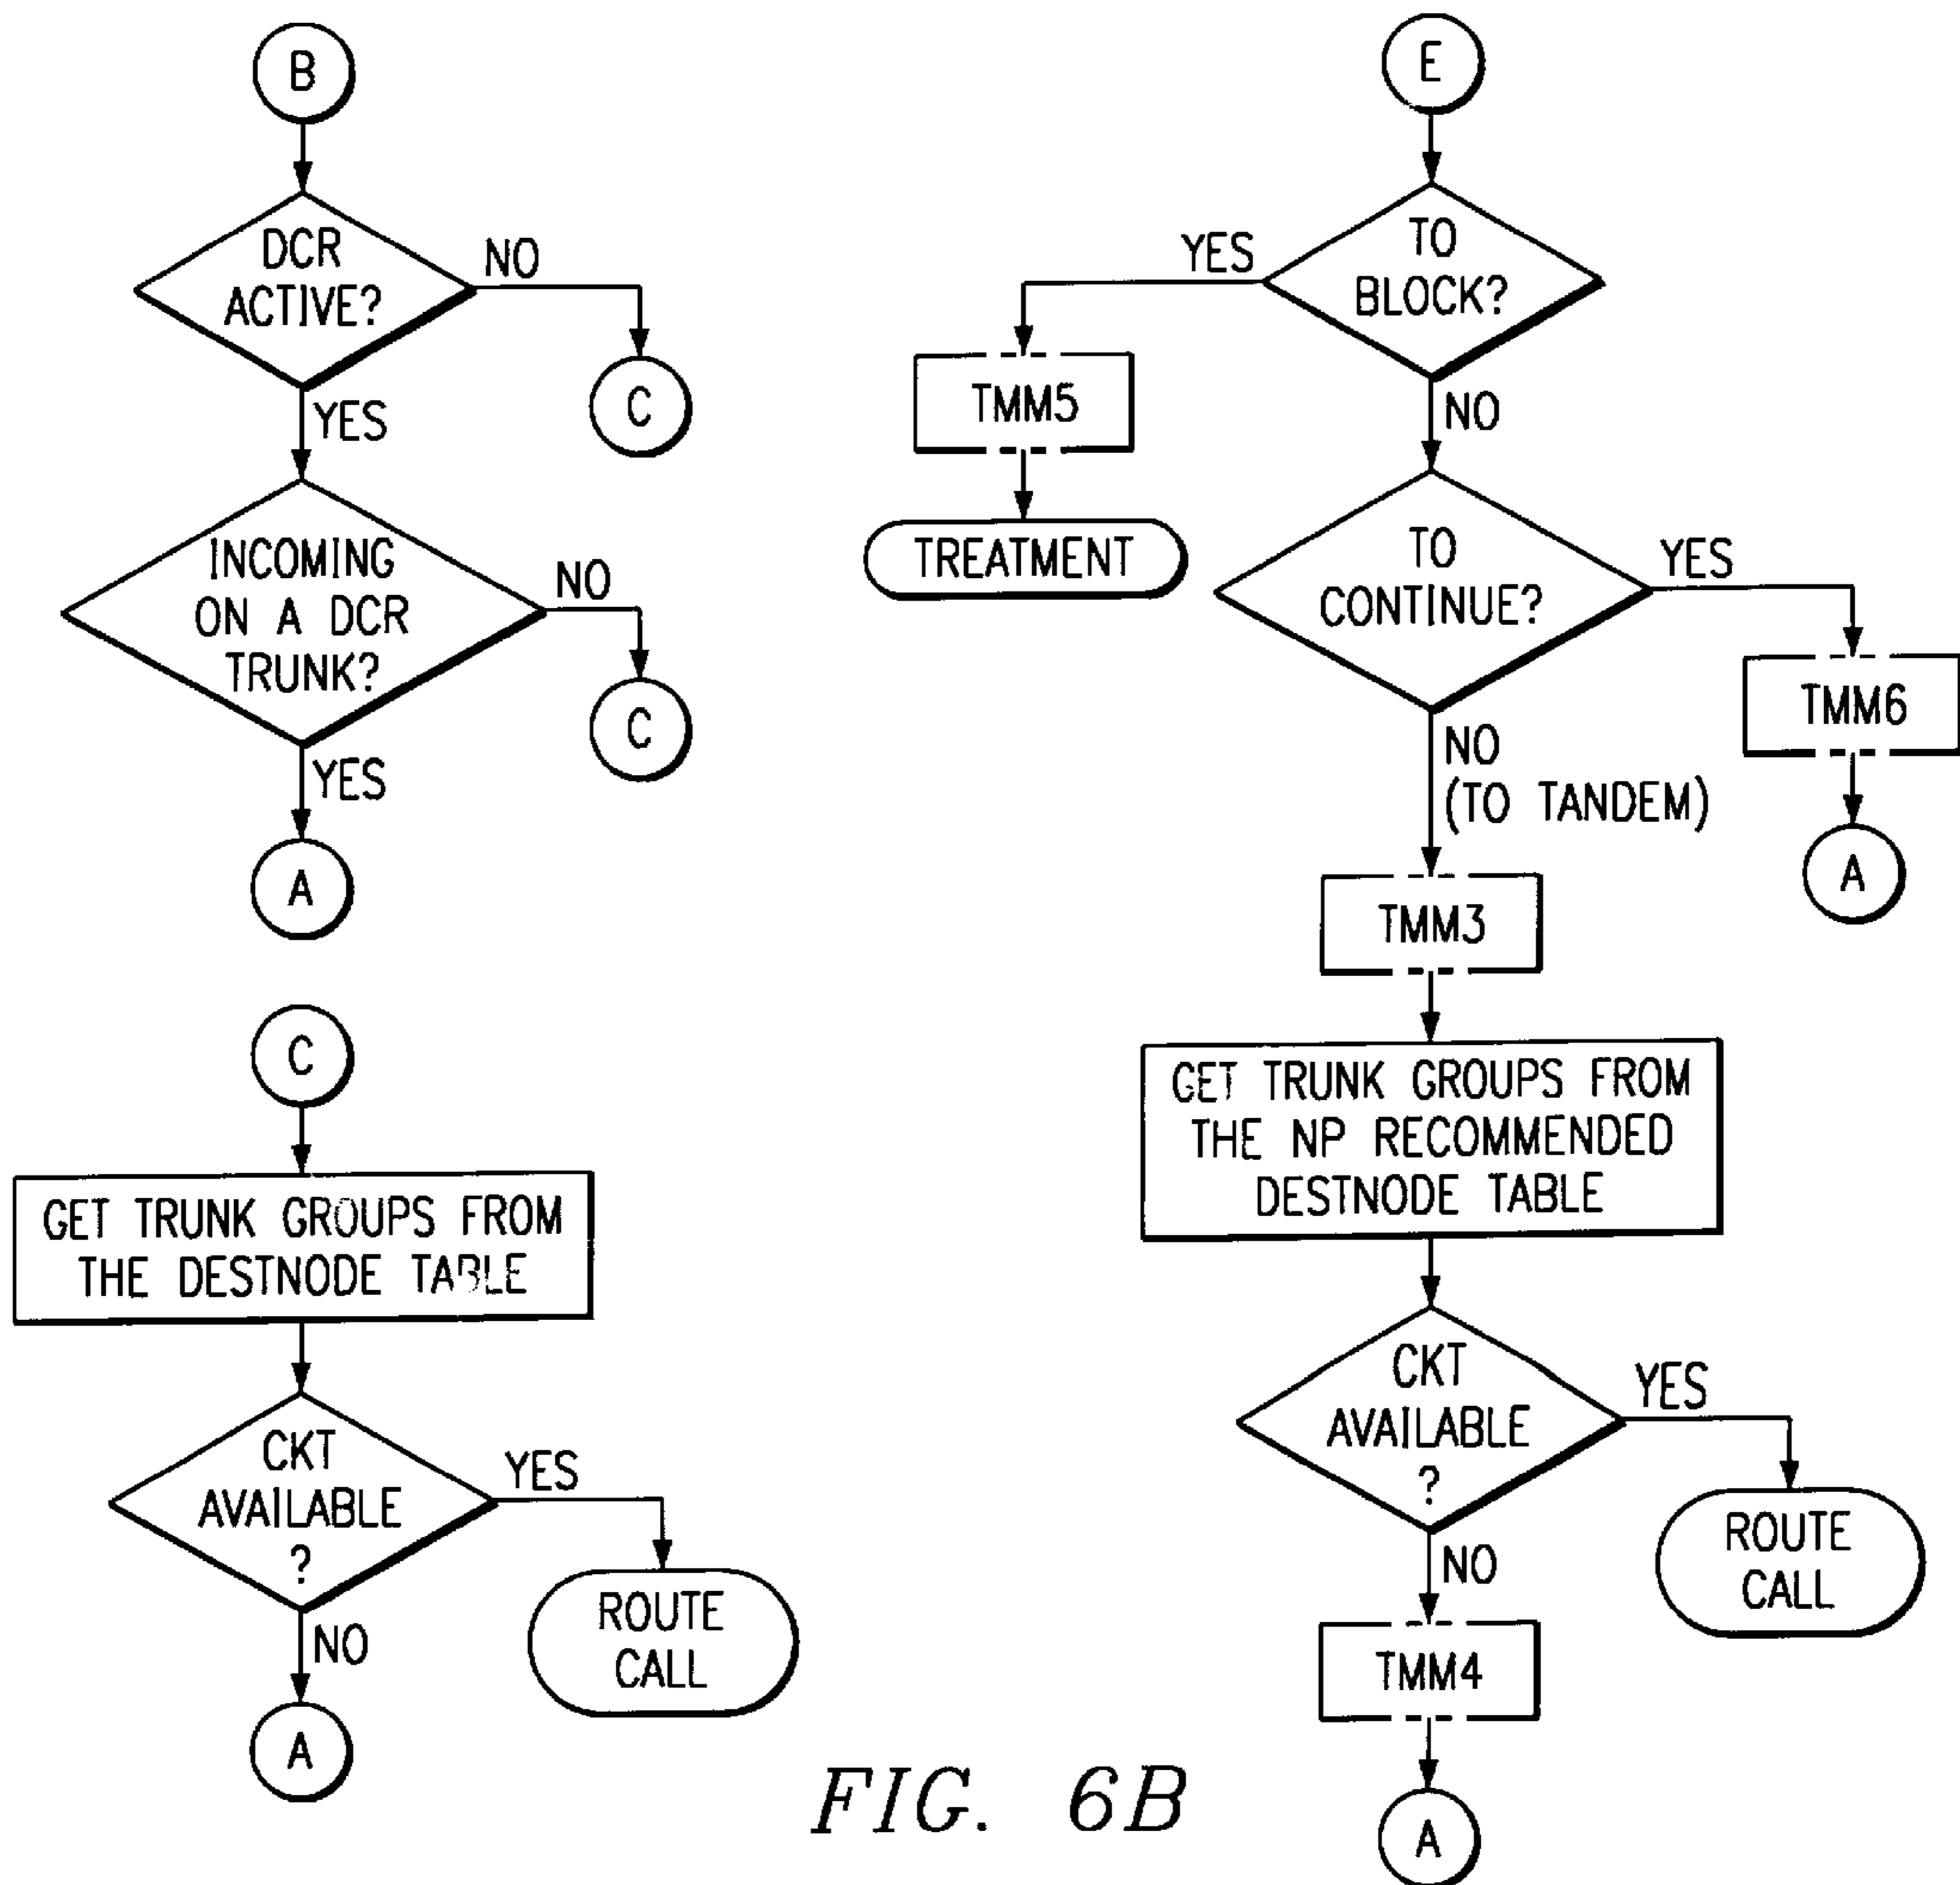 B
DCR
ACTIVE?
NO
C
YES
INCOMING
ON A DCR
TRUNK?
NO
C
YES
A
C
GET TRUNK GROUPS FROM
THE DESTNODE TABLE
CKT
AVAILABLE
?
YES
ROUTE
CALL
NO
A
E
TO
BLOCK?
YES
TMM5
TREATMENT
NO
TO
CONTINUE?
YES
TMM6
A
NO
(TO TANDEM)
TMM3
GET TRUNK GROUPS FROM
THE NP RECOMMENDED
DESTNODE TABLE
CKT
AVAILABLE
?
YES
ROUTE
CALL
NO
TMM4
A
FIG. 6B